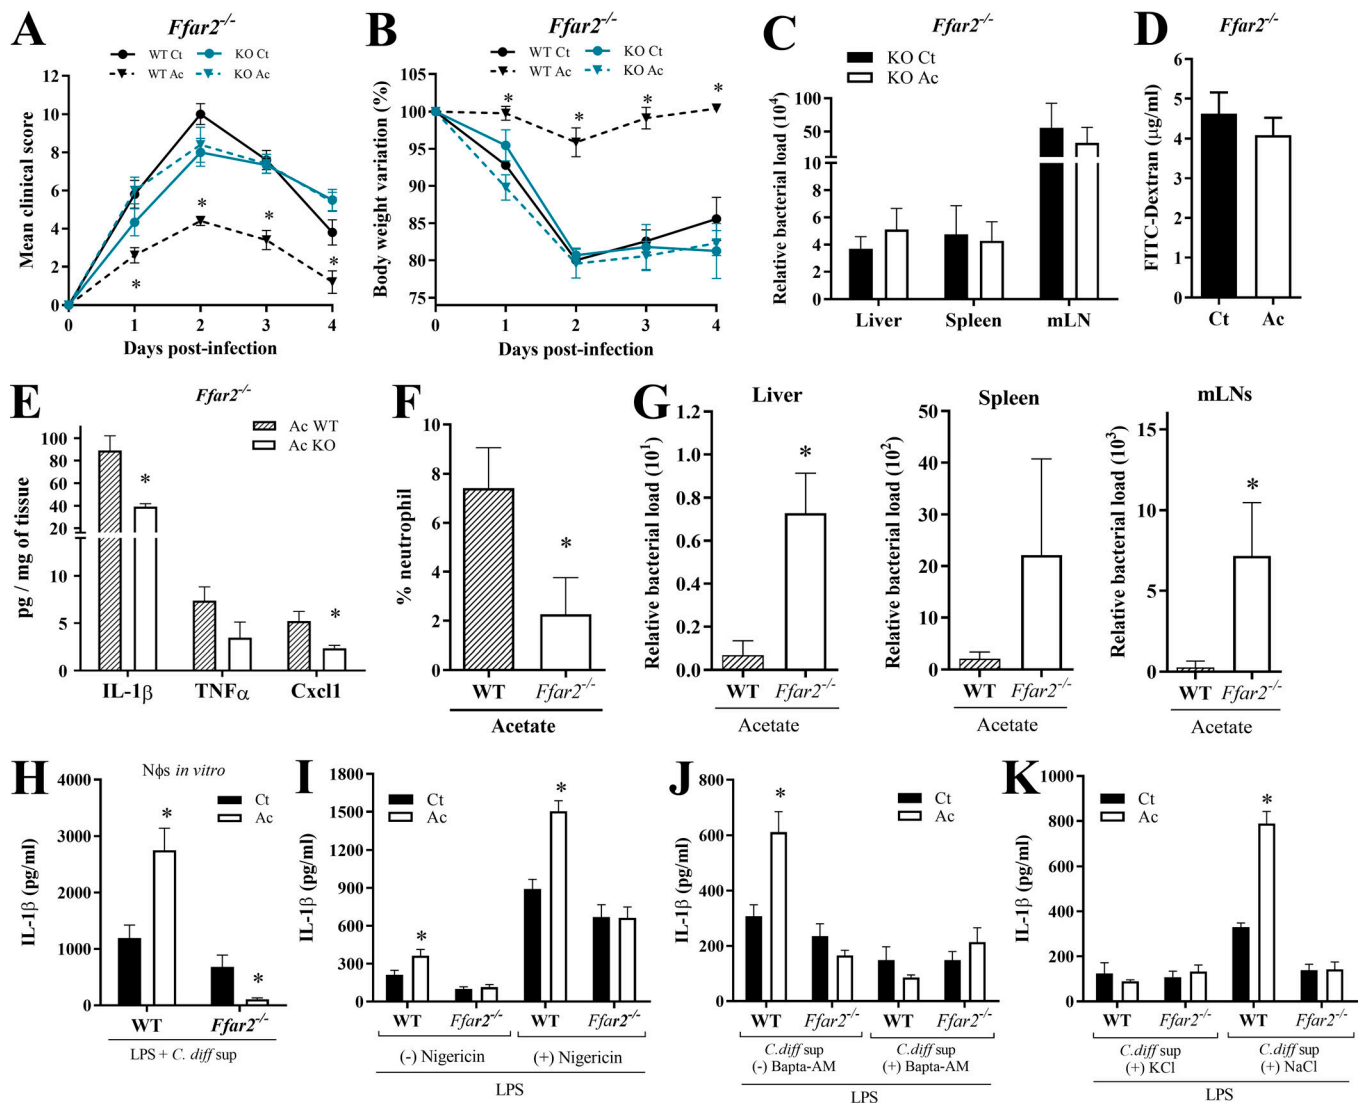 A
Ffar2-/-
WT Ct
KO Ct
WT Ac
KO Ac
Mean clinical score
12
10
8
6
4
2
0
*
*
*
*
0 1 2 3 4
Days post-infection
B
Ffar2-/-
WT Ct
KO Ct
WT Ac
KO Ac
Body weight variation (%)
105
100
95
90
85
80
75
*
*
*
*
0 1 2 3 4
Days post-infection
C
Ffar2-/-
KO Ct
KO Ac
Relative bacterial load (10⁴)
100
50
10
8
6
4
2
0
Liver Spleen mLN
D
Ffar2-/-
FITC-Dextran (μg/ml)
6
5
4
3
2
1
0
Ct Ac
E
Ffar2-/-
Ac WT
Ac KO
pg / mg of tissue
100
80
60
40
20
10
5
0
*
*
IL-1β TNFα Cxcl1
F
% neutrophil
10
8
6
4
2
0
*
WT Ffar2-/-
Acetate
G
Liver
Relative bacterial load (10¹)
1.2
1.0
0.8
0.6
0.4
0.2
0.0
*
WT Ffar2-/-
Acetate
Spleen
Relative bacterial load (10²)
50
40
30
20
10
0
WT Ffar2-/-
Acetate
mLNs
Relative bacterial load (10³)
15
10
5
0
*
WT Ffar2-/-
Acetate
H
Nϕs in vitro
Ct
Ac
IL-1β (pg/ml)
4000
3000
2000
1000
0
*
*
WT Ffar2-/-
LPS + C. diff sup
I
Ct
Ac
IL-1β (pg/ml)
1800
1500
1200
900
600
300
0
*
*
WT Ffar2-/- WT Ffar2-/-
(-) Nigericin (+) Nigericin
LPS
J
Ct
Ac
IL-1β (pg/ml)
800
600
400
200
0
*
WT Ffar2-/- WT Ffar2-/-
C.diff sup C.diff sup
(-) Bapta-AM (+) Bapta-AM
LPS
K
Ct
Ac
IL-1β (pg/ml)
1000
800
600
400
200
0
*
WT Ffar2-/- WT Ffar2-/-
C.diff sup C.diff sup
(+) KCl (+) NaCl
LPS